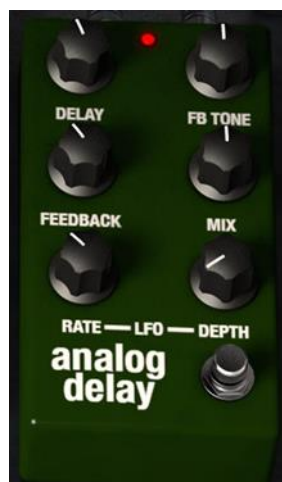 DELAY FB TONE
FEEDBACK MIX
RATE — LFO — DEPTH
analog
delay